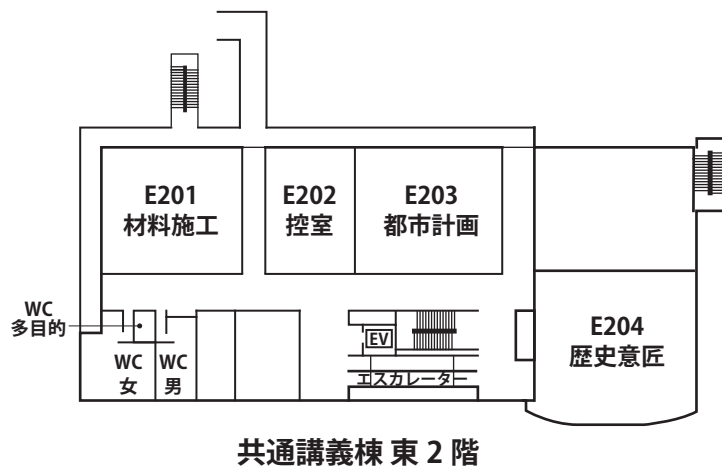 E201
材料施工
E202
控室
E203
都市計画
WC
多目的
WC
女
WC
男
EV
エスカレーター
E204
歴史意匠
共通講義棟 東 2 階